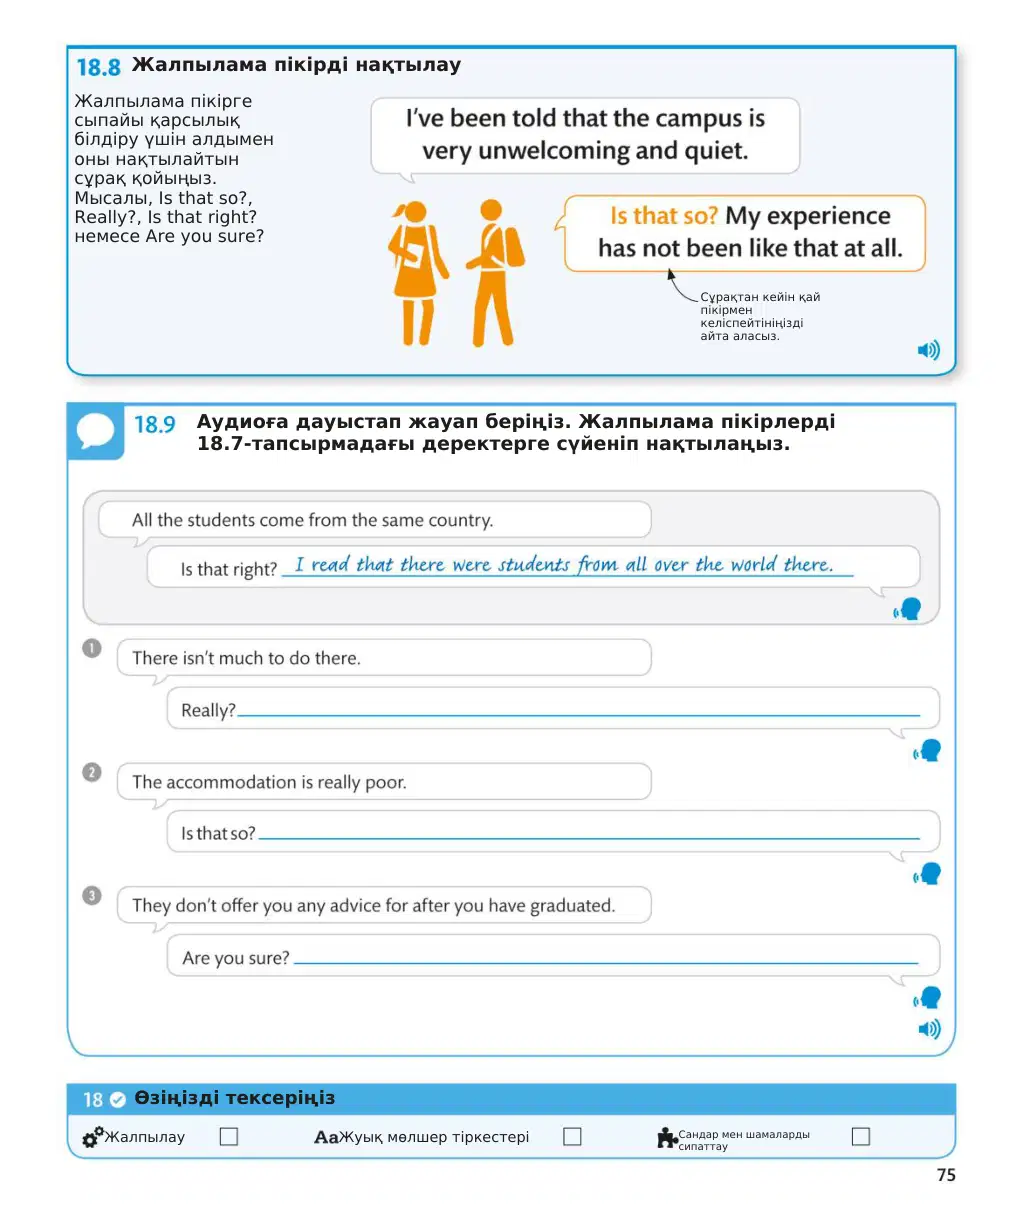 18.8 Жалпылама пікірді нақтылау
Жалпылама пікірге
сыпайы қарсылық
білдіру үшін алдымен
оны нақтылайтын
сұрақ қойыңыз.
Мысалы, Is that so?,
Really?, Is that right?
немесе Are you sure?
I've been told that the campus is
very unwelcoming and quiet.
Is that so? My experience
has not been like that at all.
Сұрақтан кейін қай
пікірмен
келіспейтініңізді
айта аласыз.
18.9 Аудиоға дауыстап жауап беріңіз. Жалпылама пікірлерді
18.7-тапсырмадағы деректерге сүйеніп нақтылаңыз.
All the students come from the same country.
Is that right? I read that there were students from all over the world there.
1 There isn't much to do there.
Really?
2 The accommodation is really poor.
Is that so?
3 They don't offer you any advice for after you have graduated.
Are you sure?
18 Өзіңізді тексеріңіз
Жалпылау
Aa Жуық мөлшер тіркестері
Сандар мен шамаларды
сипаттау
75